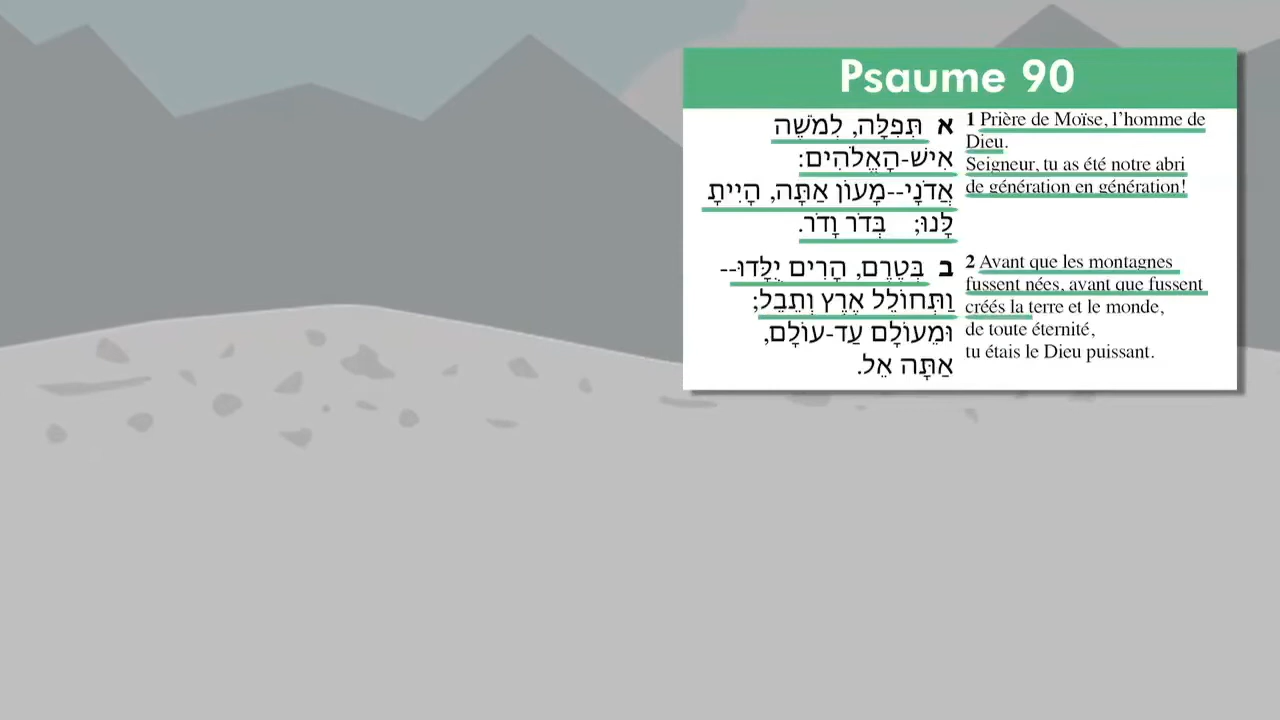 Psaume 90
א תְּפִלָּה, לְמֹשֶׁה
אִישׁ-הָאֱלֹהִים:
אֲדֹנָי--מָעוֹן אַתָּה, הָיִיתָ
לָּנוּ; בְּדֹר וָדֹר.
ב בְּטֶרֶם, הָרִים יֻלָּדוּ--
וַתְּחוֹלֵל אֶרֶץ וְתֵבֵל;
וּמֵעוֹלָם עַד-עוֹלָם,
אַתָּה אֵל.
1 Prière de Moïse, l’homme de
Dieu.
Seigneur, tu as été notre abri
de génération en génération!
2 Avant que les montagnes
fussent nées, avant que fussent
créés la terre et le monde,
de toute éternité,
tu étais le Dieu puissant.